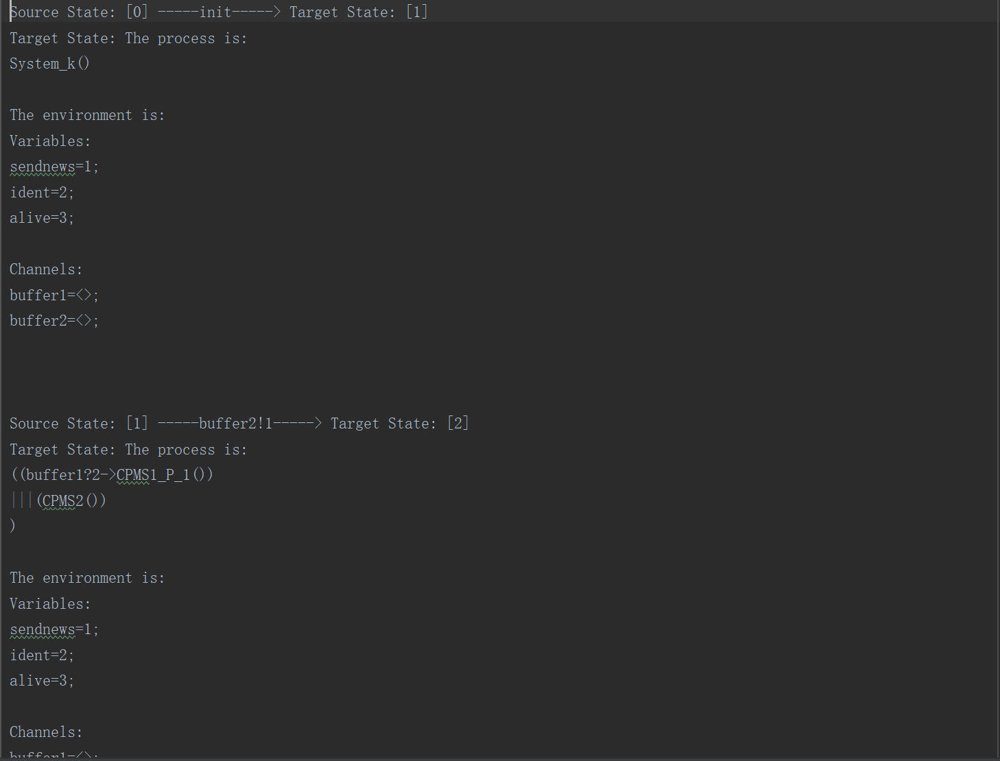 Source State: [0] -----init-----> Target State: [1]
Target State: The process is:
System_k()
The environment is:
Variables:
sendnews=1;
ident=2;
alive=3;
Channels:
buffer1=<>;
buffer2=<>;
Source State: [1] -----buffer2!1-----> Target State: [2]
Target State: The process is:
((buffer1?2->CPMS1_P_1())
|||(CPMS2())
)
The environment is:
Variables:
sendnews=1;
ident=2;
alive=3;
Channels:
buffer1=<>;